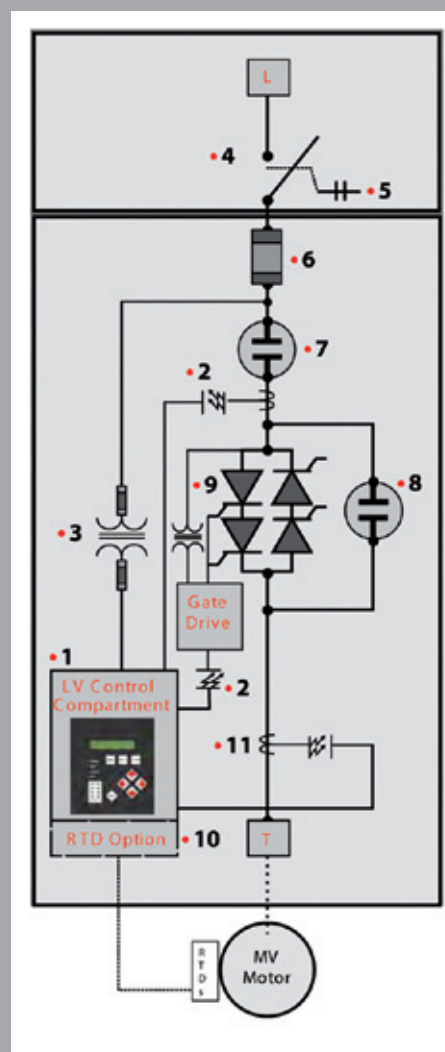 L
4
5
6
7
2
9
8
3
Gate
Drive
1
2
LV Control
Compartment
11
RTD Option
10
T
RTDs
MV
Motor